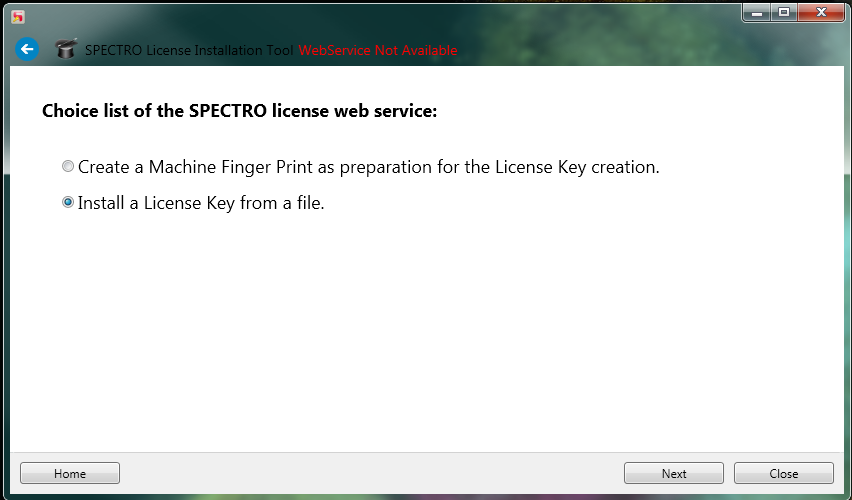 SPECTRO License Installation Tool WebService Not Available
Choice list of the SPECTRO license web service:
Create a Machine Finger Print as preparation for the License Key creation.
Install a License Key from a file.
Home Next Close